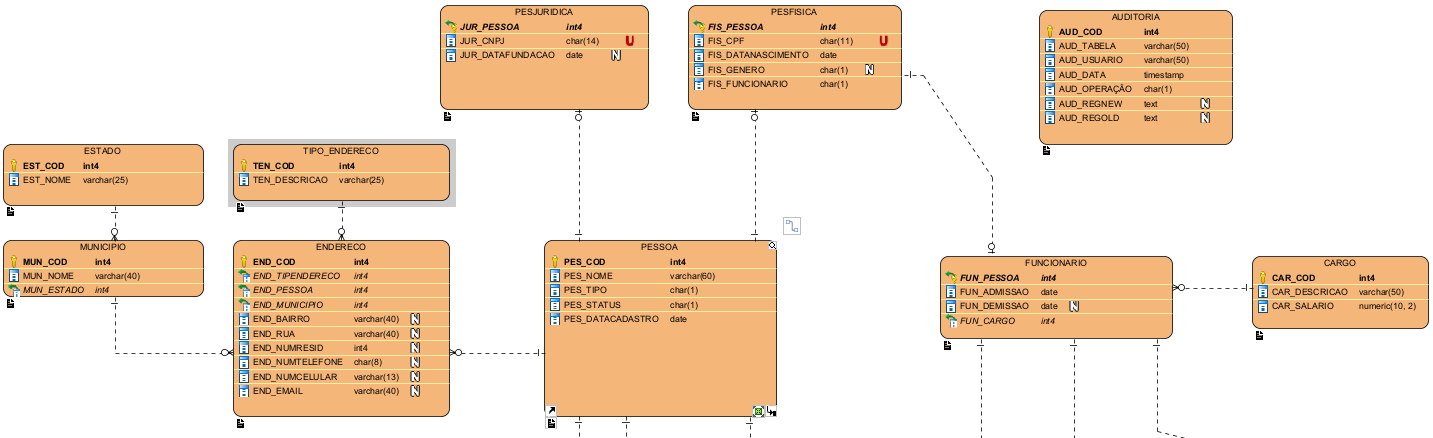 PESJURIDICA
JUR_PESSOA int4
JUR_CNPJ char(14) U
JUR_DATAFUNDACAO date N
PESFISICA
FIS_PESSOA int4
FIS_CPF char(11) U
FIS_DATANASCIMENTO date
FIS_GENERO char(1) N
FIS_FUNCIONARIO char(1)
AUDITORIA
AUD_COD int4
AUD_TABELA varchar(50)
AUD_USUARIO varchar(50)
AUD_DATA timestamp
AUD_OPERAÇÃO char(1)
AUD_REGNEW text N
AUD_REGOLD text N
ESTADO
EST_COD int4
EST_NOME varchar(25)
TIPO_ENDERECO
TEN_COD int4
TEN_DESCRICAO varchar(25)
MUNICIPIO
MUN_COD int4
MUN_NOME varchar(40)
MUN_ESTADO int4
ENDERECO
END_COD int4
END_TIPENDERECO int4
END_PESSOA int4
END_MUNICIPIO int4
END_BAIRRO varchar(40) N
END_RUA varchar(40) N
END_NUMRESID int4 N
END_NUMTELEFONE char(8) N
END_NUMCELULAR varchar(13) N
END_EMAIL varchar(40) N
PESSOA
PES_COD int4
PES_NOME varchar(60)
PES_TIPO char(1)
PES_STATUS char(1)
PES_DATACADASTRO date
FUNCIONARIO
FUN_PESSOA int4
FUN_ADMISSAO date
FUN_DEMISSAO date N
FUN_CARGO int4
CARGO
CAR_COD int4
CAR_DESCRICAO varchar(50)
CAR_SALARIO numeric(10, 2)